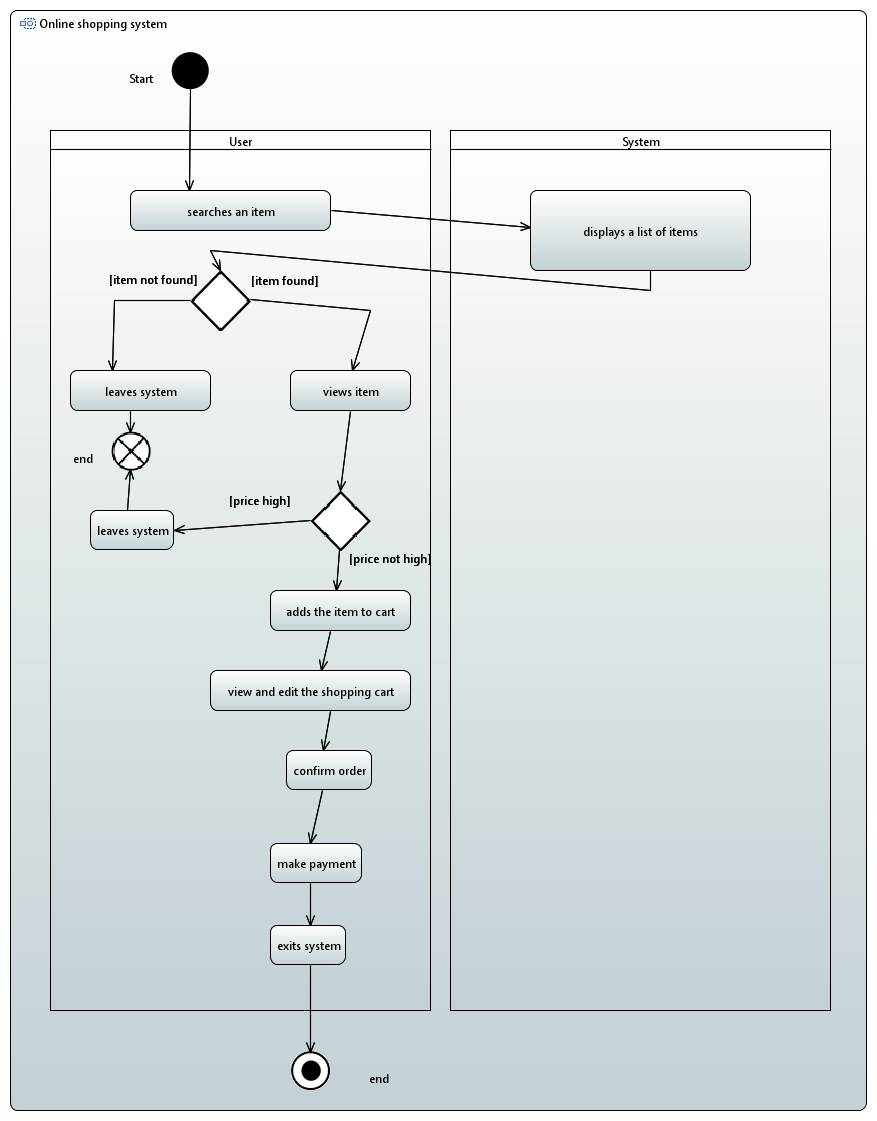 Online shopping system
Start
User
System
searches an item
displays a list of items
[item not found]
[item found]
leaves system
views item
end
[price high]
leaves system
[price not high]
adds the item to cart
view and edit the shopping cart
confirm order
make payment
exits system
end